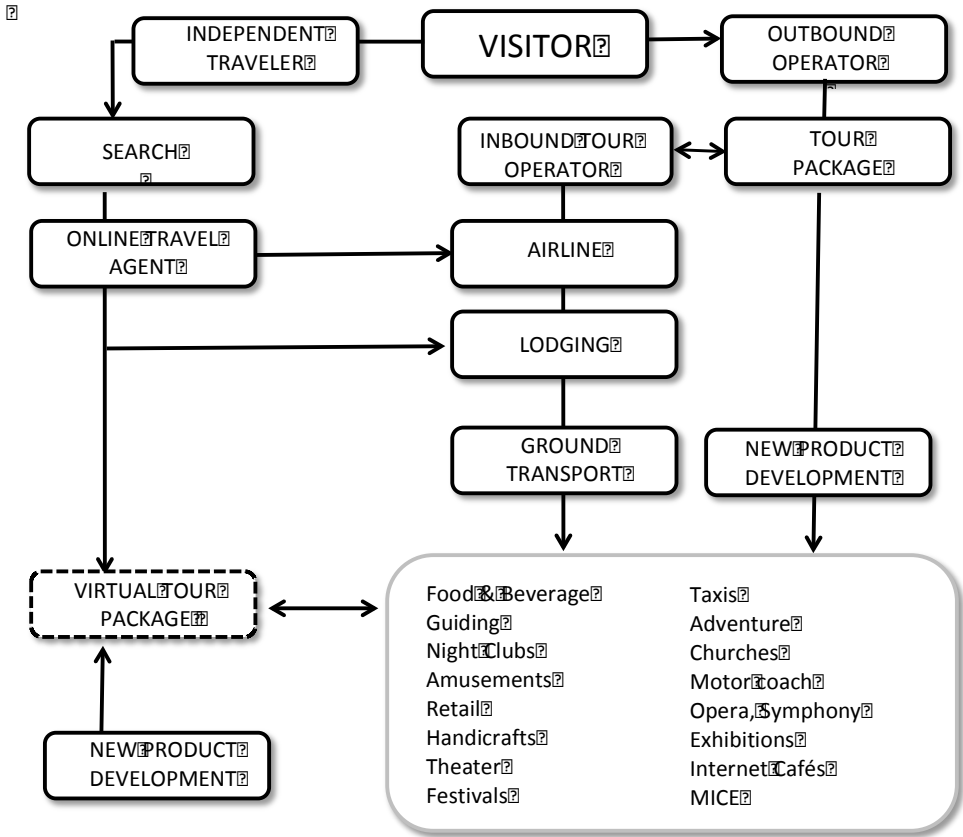 INDEPENDENT
TRAVELER
VISITOR
OUTBOUND
OPERATOR
SEARCH
INBOUND TOUR
OPERATOR
TOUR
PACKAGE
ONLINE TRAVEL
AGENT
AIRLINE
LODGING
GROUND
TRANSPORT
NEW PRODUCT
DEVELOPMENT
VIRTUAL TOUR
PACKAGE
Food & Beverage
Guiding
Night Clubs
Amusements
Retail
Handicrafts
Theater
Festivals
Taxis
Adventure
Churches
Motor coach
Opera, Symphony
Exhibitions
Internet Cafés
MICE
NEW PRODUCT
DEVELOPMENT